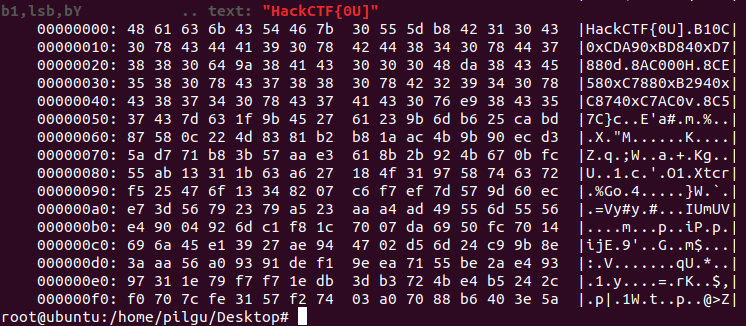 b1,lsb,bY .. text: "HackCTF{0U]"
00000000: 48 61 63 6b 43 54 46 7b 30 55 5d b8 42 31 30 43 |HackCTF{0U].B10C|
00000010: 30 78 43 44 41 39 30 78 42 44 38 34 30 78 44 37 |0xCDA90xBD840xD7|
00000020: 38 38 30 64 9a 38 41 43 30 30 30 48 da 38 43 45 |880d.8AC000H.8CE|
00000030: 35 38 30 78 43 37 38 38 30 78 42 32 39 34 30 78 |580xC7880xB2940x|
00000040: 43 38 37 34 30 78 43 37 41 43 30 76 e9 38 43 35 |C8740xC7AC0v.8C5|
00000050: 37 43 7d 63 1f 9b 45 27 61 23 9b 6d b6 25 ca bd |7C}c..E'a#.m.%..|
00000060: 87 58 0c 22 4d 83 81 b2 b8 1a ac 4b 9b 90 ec d3 |.X."M......K....|
00000070: 5a d7 71 b8 3b 57 aa e3 61 8b 2b 92 4b 67 0b fc |Z.q.;W..a.+.Kg..|
00000080: 55 ab 13 31 1b 63 a6 27 18 4f 31 97 58 74 63 72 |U..1.c.'.O1.Xtcr|
00000090: f5 25 47 6f 13 34 82 07 c6 f7 ef 7d 57 9d 60 ec |.%Go.4.....}W.`.|
000000a0: e7 3d 56 79 23 79 a5 23 aa a4 ad 49 55 6d 55 56 |.=Vy#y.#...IUmUV|
000000b0: e4 90 04 92 6d c1 f8 1c 70 07 da 69 50 fc 70 14 |....m...p..iP.p.|
000000c0: 69 6a 45 e1 39 27 ae 94 47 02 d5 6d 24 c9 9b 8e |ijE.9'..G..m$...|
000000d0: 3a aa 56 a0 93 91 de f1 9e ea 71 55 be 2a e4 93 |:.V.......qU.*..|
000000e0: 97 31 1e 79 f7 f7 1e db 3d b3 72 4b e4 b5 24 2c |.1.y....=.rK..$,|
000000f0: f0 70 7c fe 31 57 f2 74 03 a0 70 88 b6 40 3e 5a |.p|.1W.t..p..@>Z|
root@ubuntu:/home/pilgu/Desktop#